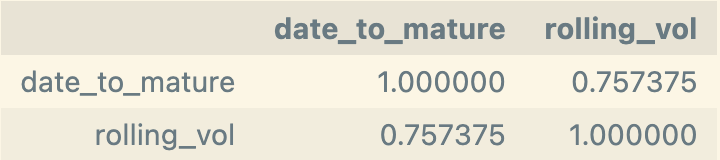 date_to_mature rolling_vol
date_to_mature 1.000000 0.757375
rolling_vol 0.757375 1.000000